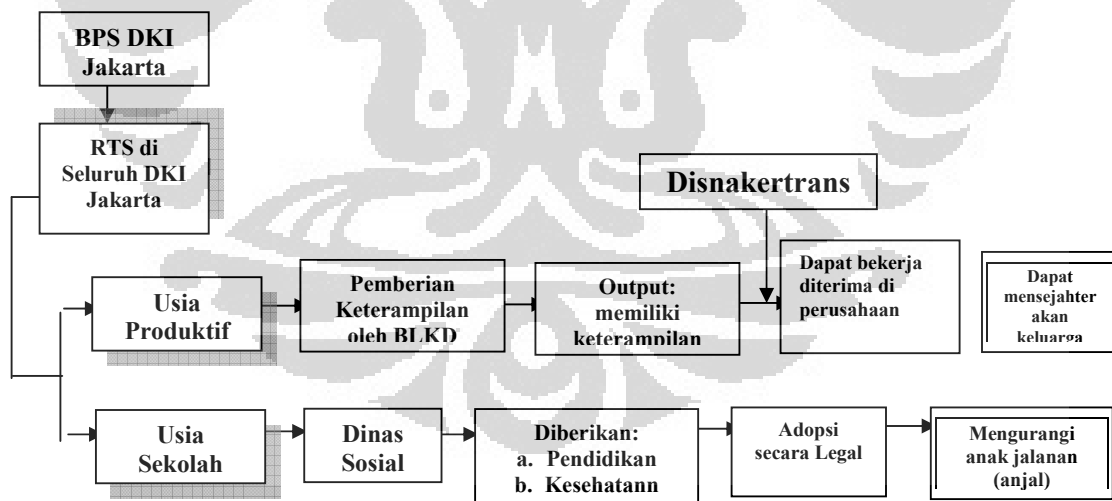 BPS DKI
Jakarta
RTS di
Seluruh DKI
Jakarta
Disnakertrans
Usia
Produktif
Pemberian
Keterampilan
oleh BLKD
Output:
memiliki
keterampilan
Dapat bekerja
diterima di
perusahaan
Dapat
mensejahter
akan
keluarga
Usia
Sekolah
Dinas
Sosial
Diberikan:
a. Pendidikan
b. Kesehatann
Adopsi
secara Legal
Mengurangi
anak jalanan
(anjal)